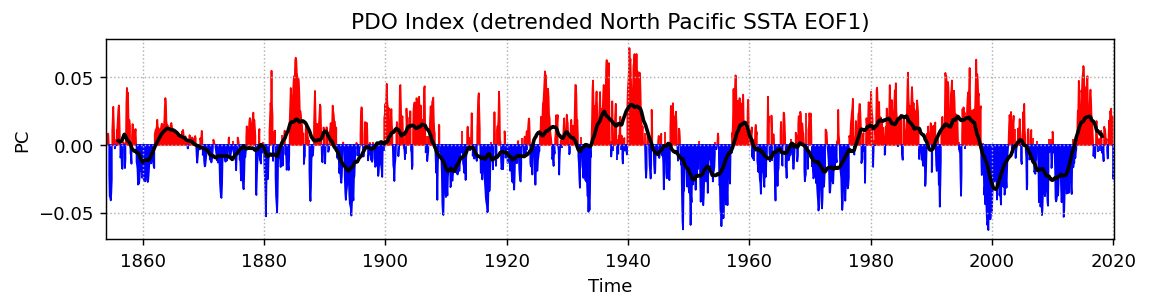 PDO Index (detrended North Pacific SSTA EOF1)
0.05
0.00
−0.05
PC
1860 1880 1900 1920 1940 1960 1980 2000 2020
Time